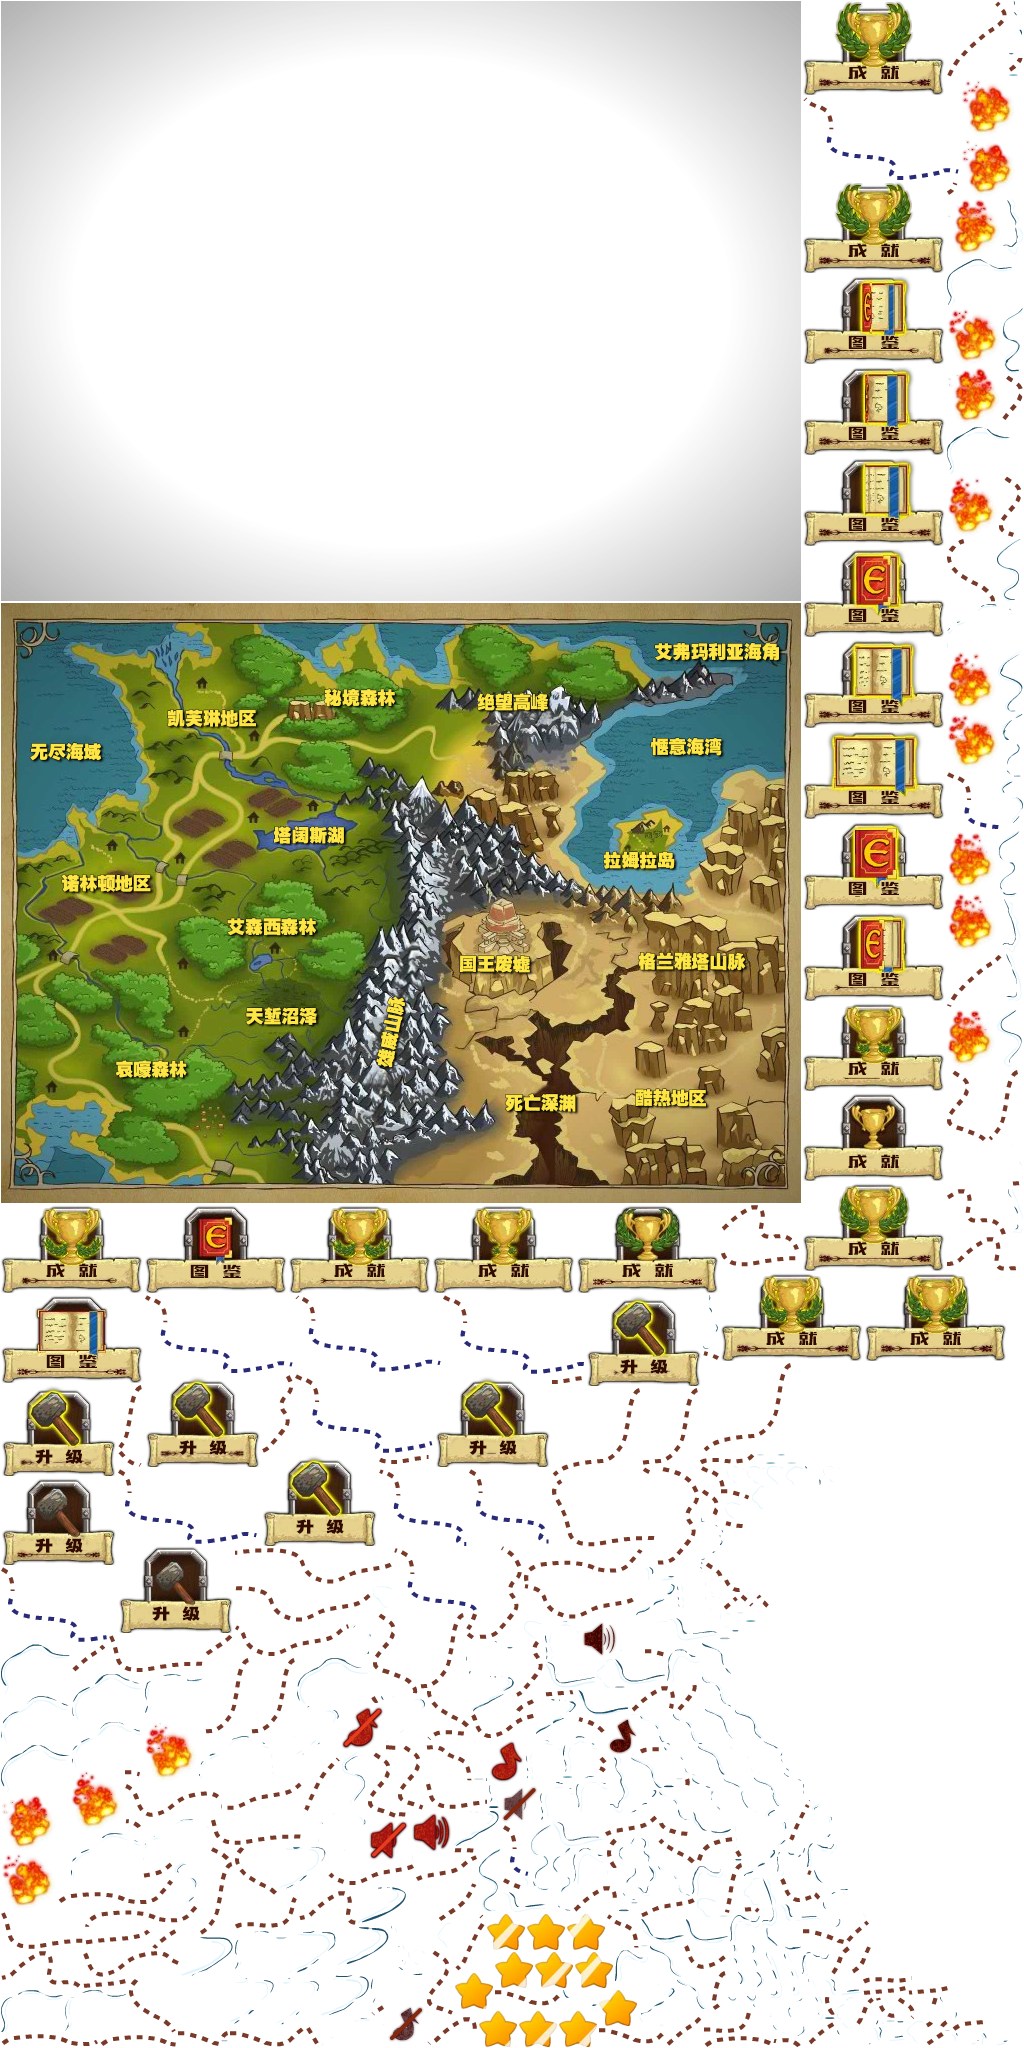 成 就
成 就
图 鉴
图 鉴
图 鉴
图 鉴
图 鉴
图 鉴
图 鉴
图 鉴
成 就
成 就
成 就
艾弗玛利亚海角
秘境森林
绝望高峰
凯芙琳地区
无尽海域
惬意海湾
塔阔斯湖
拉姆拉岛
诺林顿地区
艾森西森林
国王废墟
格兰雅塔山脉
天堑沼泽
雄威山脉
哀嚎森林
死亡深渊
酷热地区
成 就
图 鉴
成 就
成 就
成 就
图 鉴
升 级
成 就
成 就
升 级
升 级
升 级
升 级
升 级
升 级